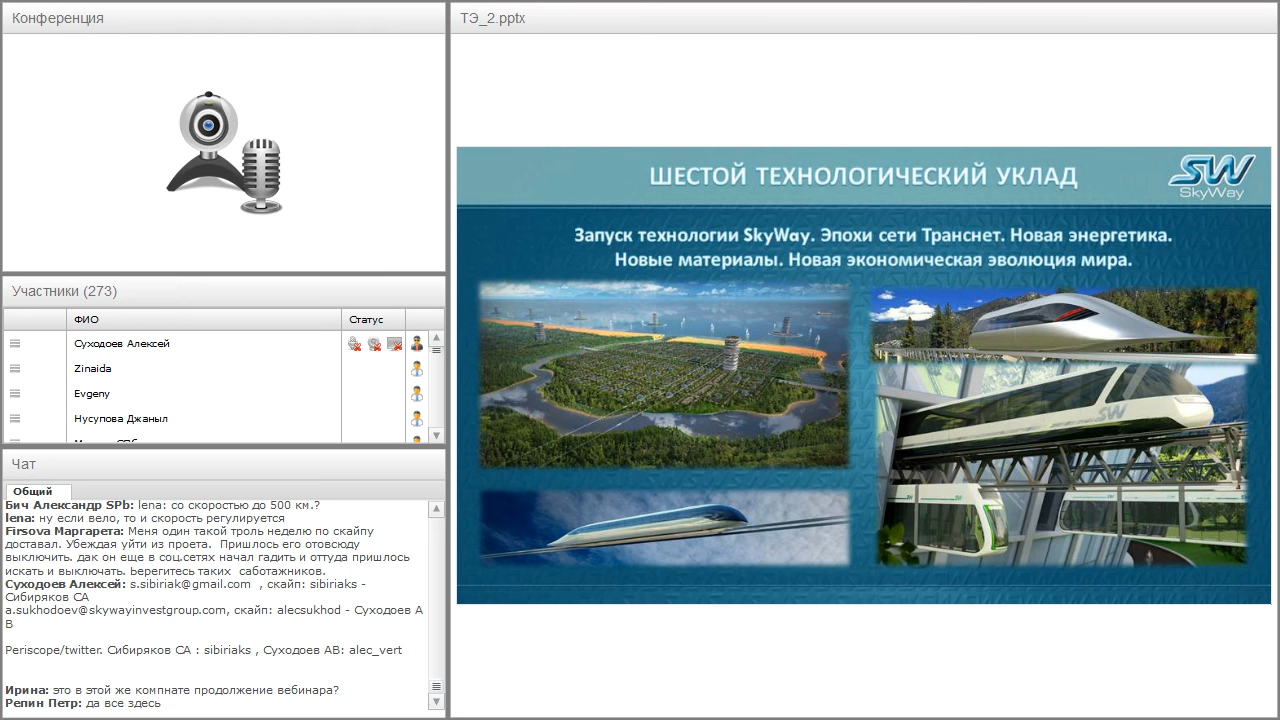 Конференция
Участники (273)
ФИО
Статус
Суходоев Алексей
Zinaida
Evgeny
Нусупова Джаныл
Чат
Общий
Бич Александр SPb: lena: со скоростью до 500 км.?
lena: ну если вело, то и скорость регулируется
Firsova Маргарета: Меня один такой троль неделю по скайпу
доставал. Убеждая уйти из проета. Пришлось его отовсюду
выключить. дак он еще в соц.сетях начал гадить и оттуда пришлось
искать и выключать. Берегитесь таких саботажников.
Суходоев Алексей: s.sibiriak@gmail.com , скайп: sibiriaks -
Сибиряков СА
a.sukhodoev@skywayinvestgroup.com, скайп: alecsukhod - Суходоев А
В
Periscope/twitter. Сибиряков СА : sibiriaks , Суходоев АВ: alec_vert
Ирина: это в этой же компнате продолжение вебинара?
Репин Петр: да все здесь
ТЭ_2.pptx
ШЕСТОЙ ТЕХНОЛОГИЧЕСКИЙ УКЛАД
SW
SkyWay
Запуск технологии SkyWay. Эпохи сети Транснет. Новая энергетика.
Новые материалы. Новая экономическая эволюция мира.
SW